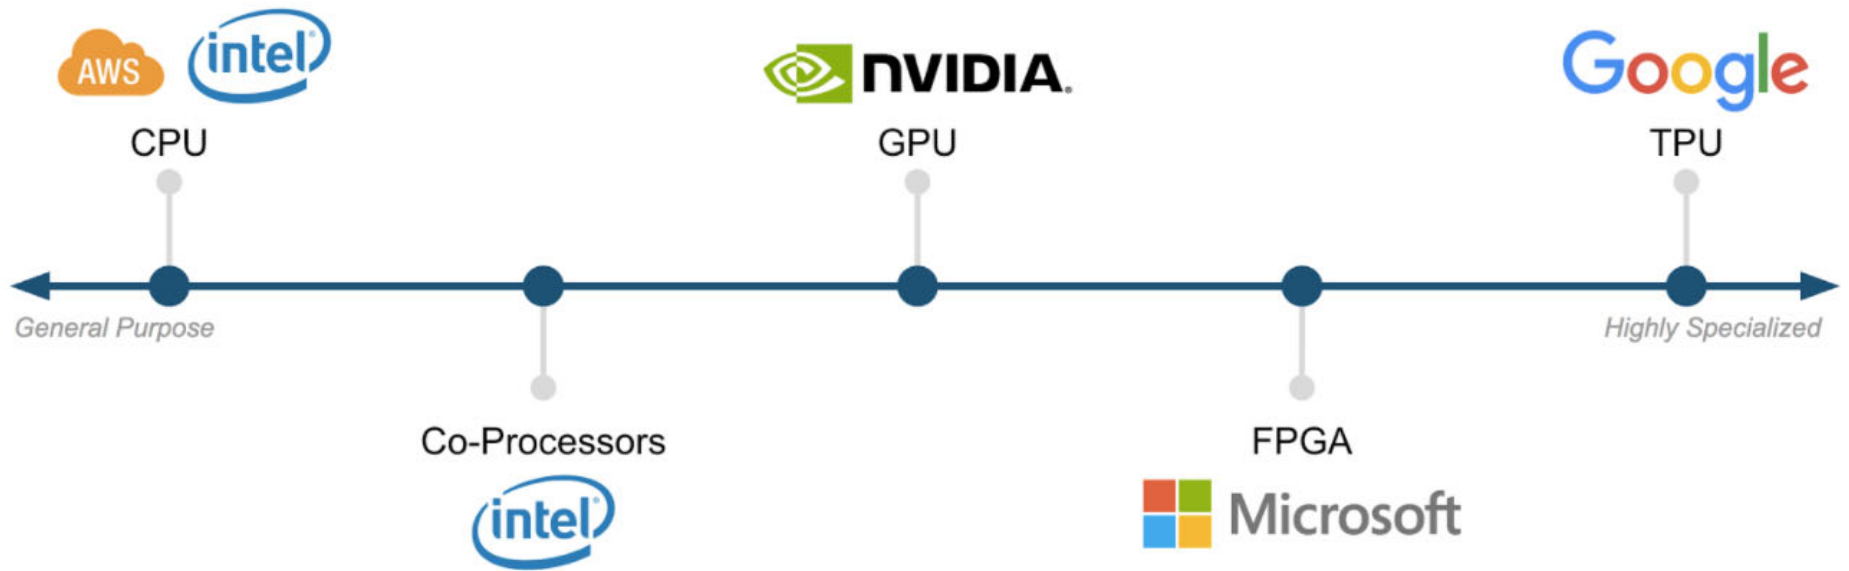 AWS
intel®
CPU
NVIDIA®
GPU
Google
TPU
General Purpose
Highly Specialized
Co-Processors
intel®
FPGA
Microsoft